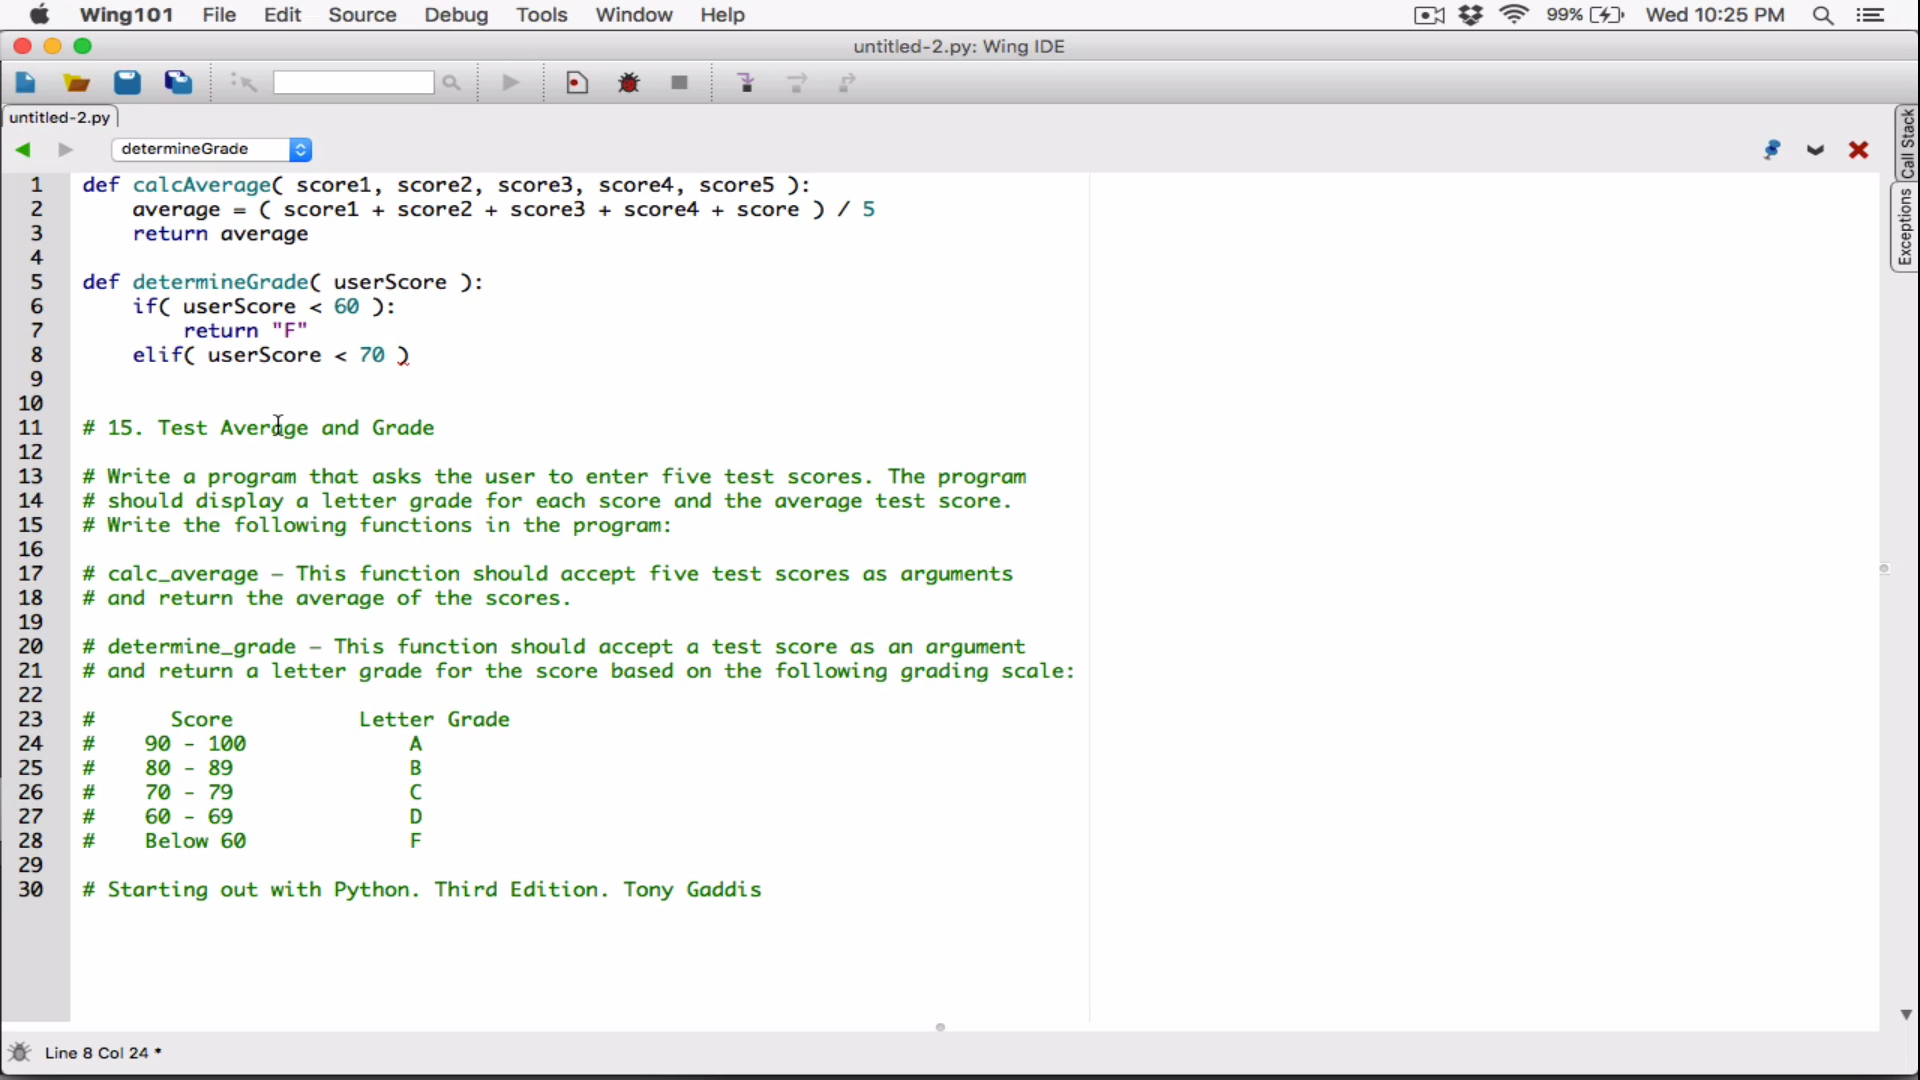 Wing101 File Edit Source Debug Tools Window Help 99% Wed 10:25 PM
untitled-2.py: Wing IDE
untitled-2.py
determineGrade
Call Stack
Exceptions
1 def calcAverage( score1, score2, score3, score4, score5 ):
2 average = ( score1 + score2 + score3 + score4 + score ) / 5
3 return average
4
5 def determineGrade( userScore ):
6 if( userScore < 60 ):
7 return "F"
8 elif( userScore < 70 )
9
10
11 # 15. Test Average and Grade
12
13 # Write a program that asks the user to enter five test scores. The program
14 # should display a letter grade for each score and the average test score.
15 # Write the following functions in the program:
16
17 # calc_average – This function should accept five test scores as arguments
18 # and return the average of the scores.
19
20 # determine_grade – This function should accept a test score as an argument
21 # and return a letter grade for the score based on the following grading scale:
22
23 # Score Letter Grade
24 # 90 - 100 A
25 # 80 - 89 B
26 # 70 - 79 C
27 # 60 - 69 D
28 # Below 60 F
29
30 # Starting out with Python. Third Edition. Tony Gaddis
Line 8 Col 24 *